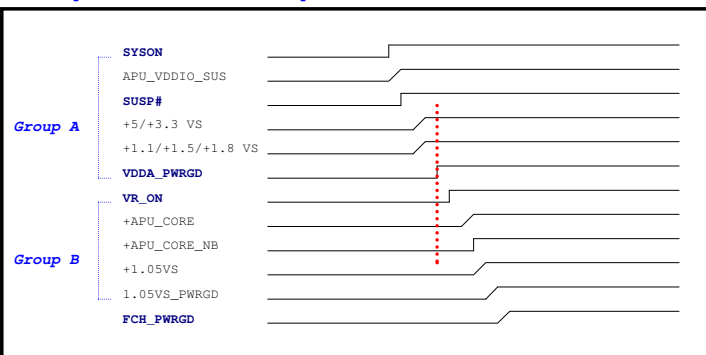 SYSON
APU_VDDIO_SUS
SUSP#
Group A
+5/+3.3 VS
+1.1/+1.5/+1.8 VS
VDDA_PWRGD
VR_ON
+APU_CORE
+APU_CORE_NB
Group B
+1.05VS
1.05VS_PWRGD
FCH_PWRGD